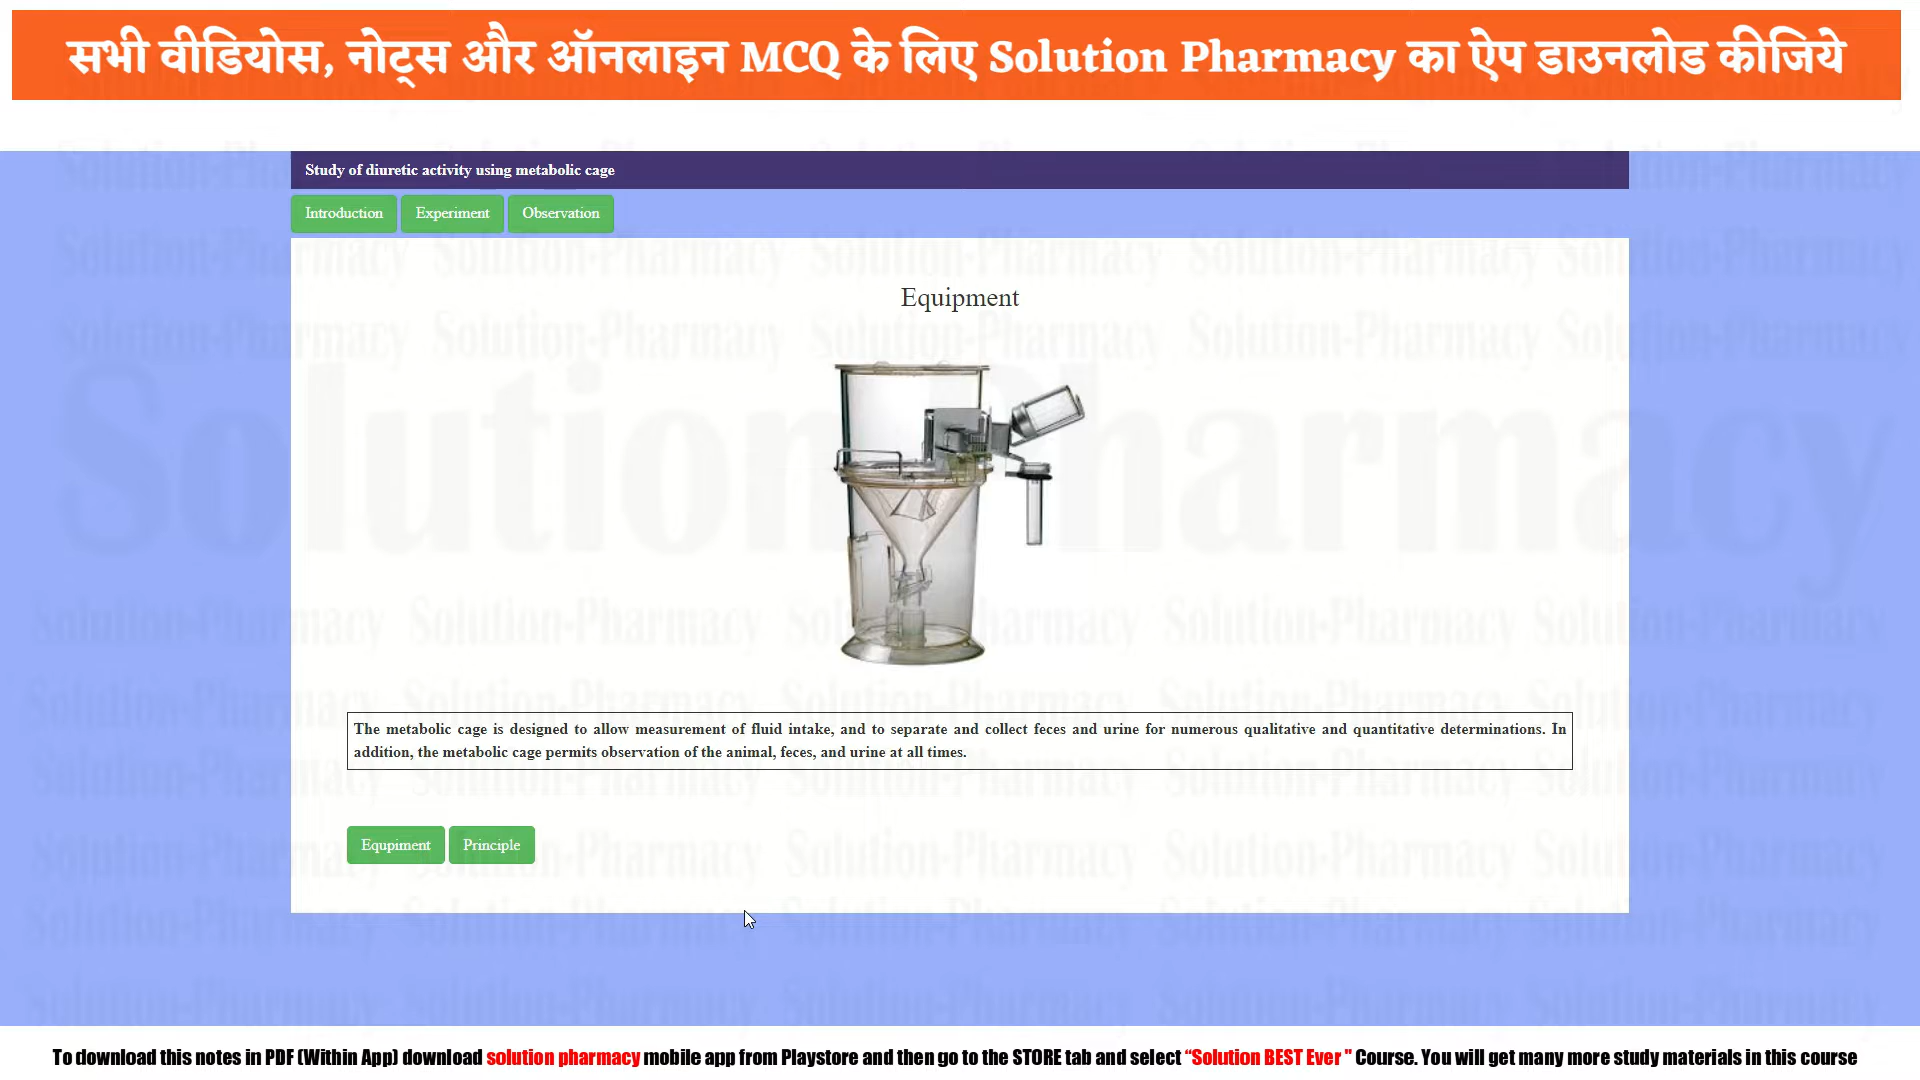 सभी वीडियोस, नोट्स और ऑनलाइन MCQ के लिए Solution Pharmacy का ऐप डाउनलोड कीजिये
Study of diuretic activity using metabolic cage
Introduction Experiment Observation
Equipment
The metabolic cage is designed to allow measurement of fluid intake, and to separate and collect feces and urine for numerous qualitative and quantitative determinations. In
addition, the metabolic cage permits observation of the animal, feces, and urine at all times.
Equpiment Principle
Solution Pharmacy
To download this notes in PDF (Within App) download solution pharmacy mobile app from Playstore and then go to the STORE tab and select “Solution BEST Ever " Course. You will get many more study materials in this course